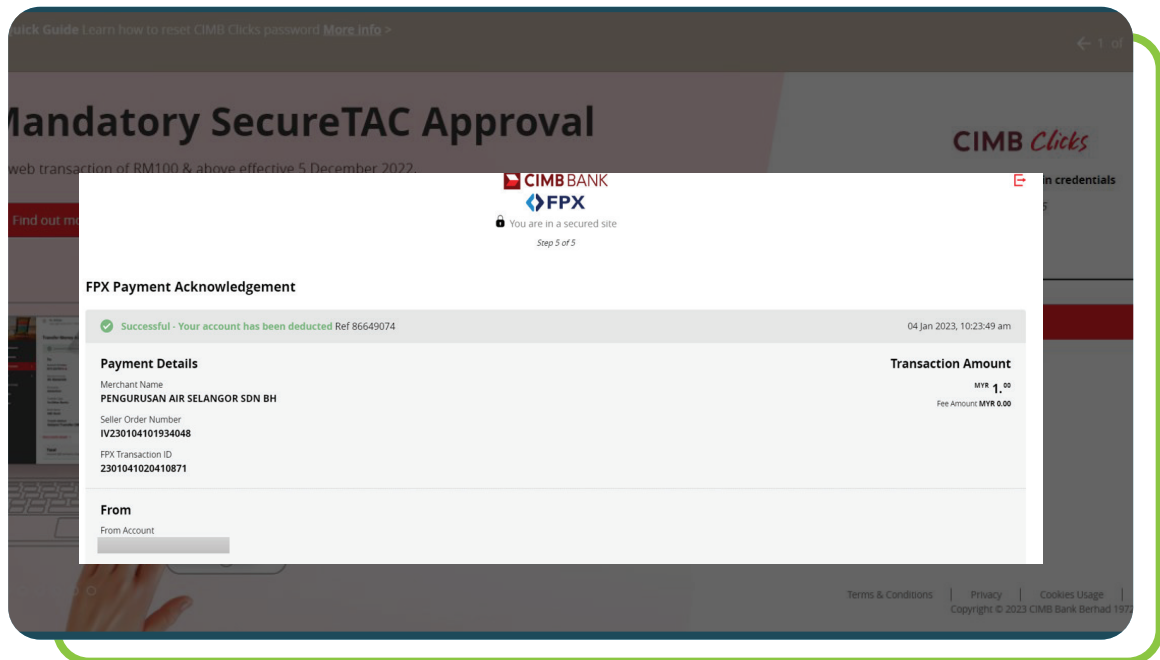 uick Guide Learn how to reset CIMB Clicks password More info >
1 of
Mandatory SecureTAC Approval
web transaction of RM100 & above effective 5 December 2022.
CIMB Clicks
Find out mo
in credentials
CIMB BANK
FPX
You are in a secured site
Step 5 of 5
FPX Payment Acknowledgement
Successful - Your account has been deducted Ref 86649074
04 Jan 2023, 10:23:49 am
Payment Details
Transaction Amount
Merchant Name
PENGURUSAN AIR SELANGOR SDN BH
MYR 1.00
Fee Amount MYR 0.00
Seller Order Number
IV230104101934048
FPX Transaction ID
2301041020410871
From
From Account
Terms & Conditions | Privacy | Cookies Usage |
Copyright © 2023 CIMB Bank Berhad 1972